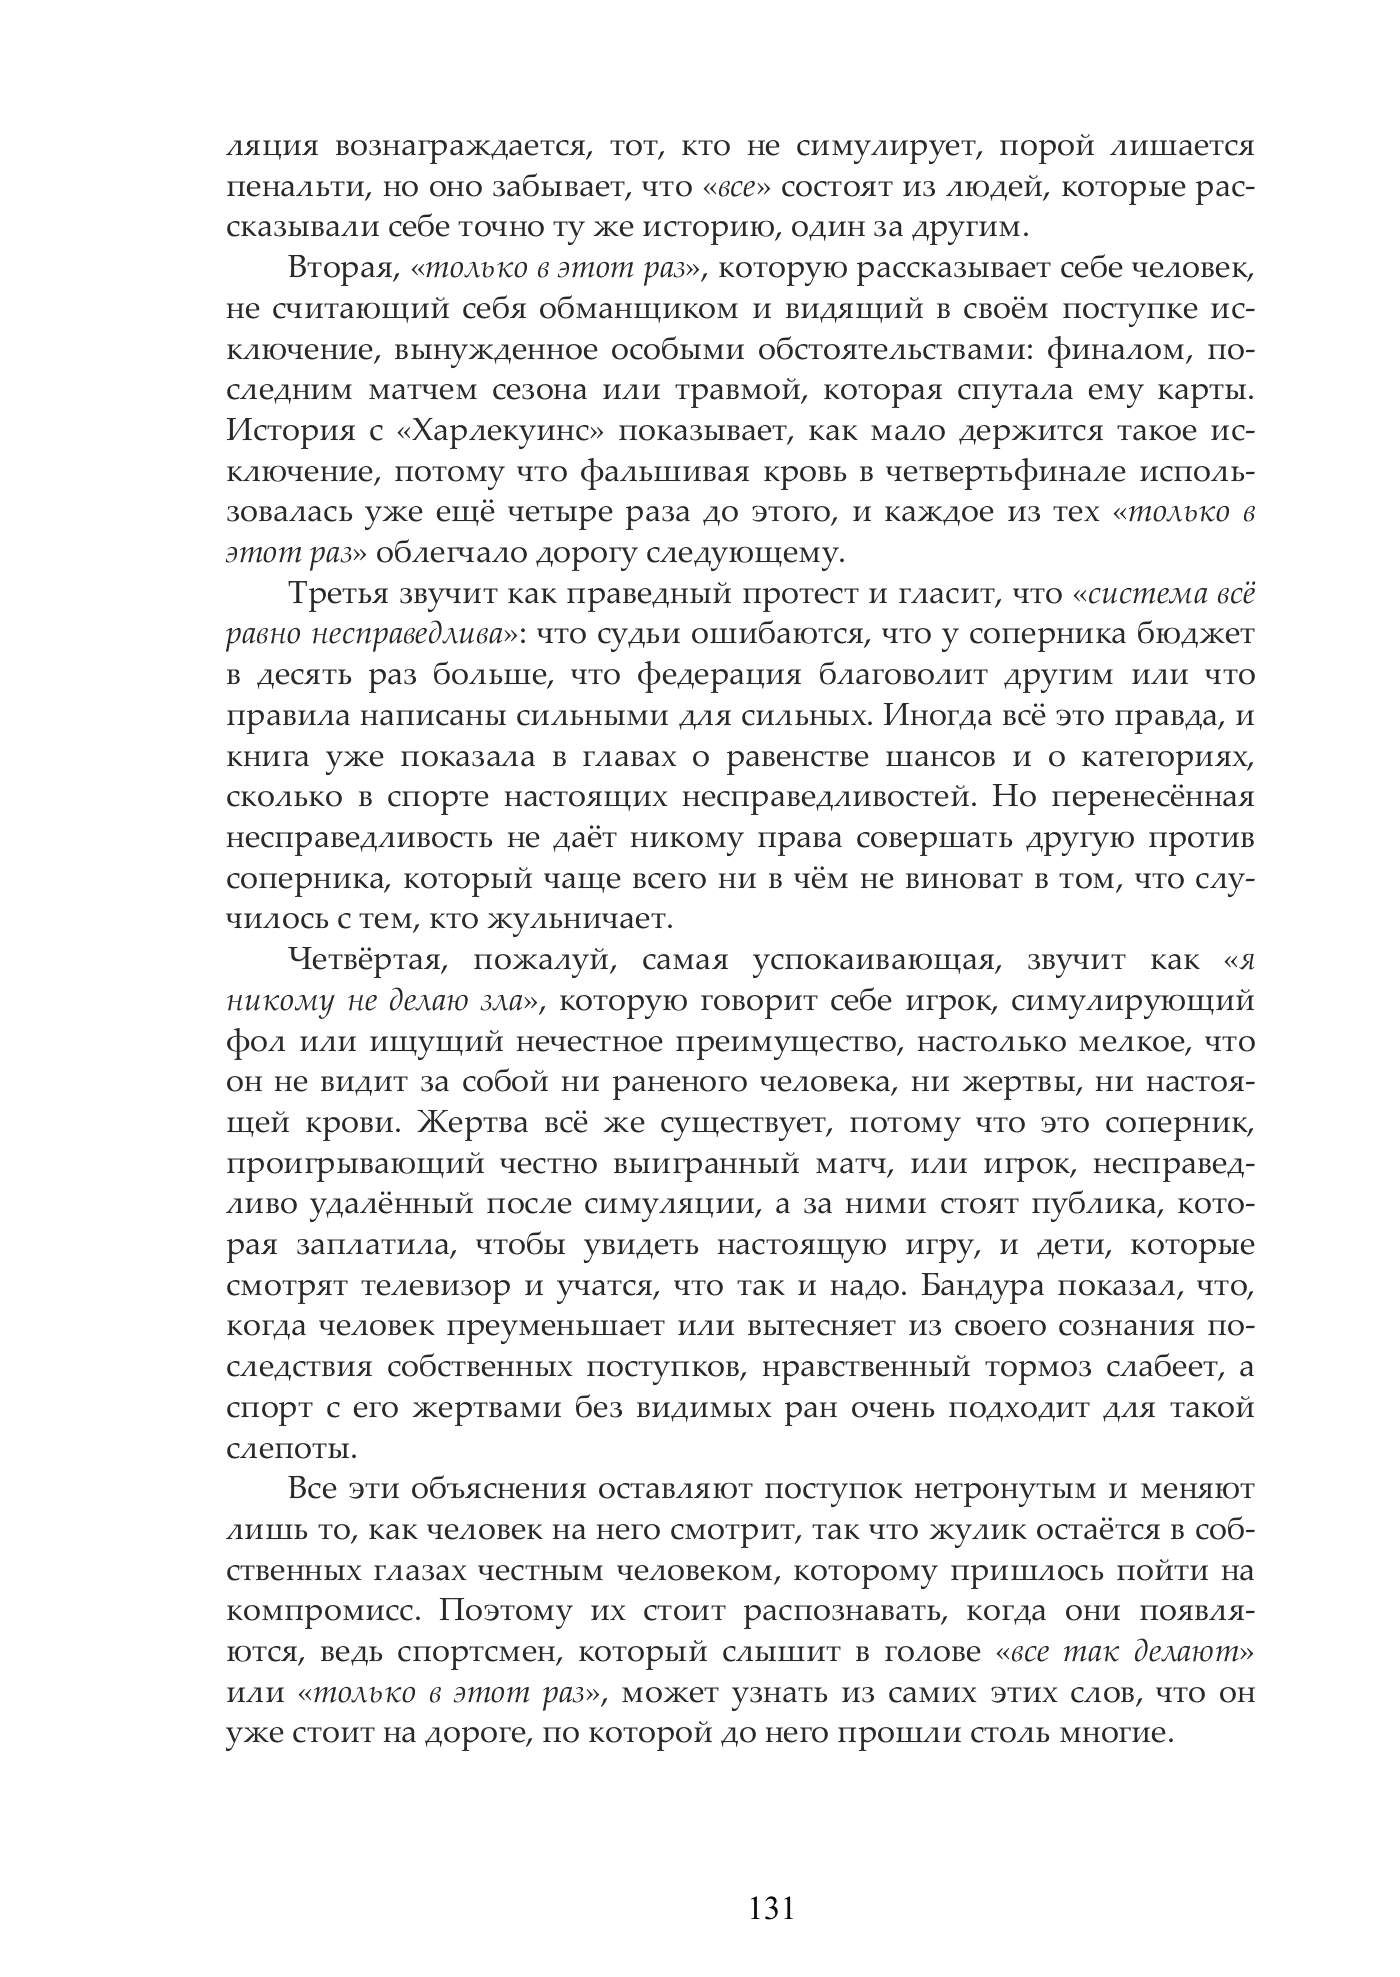 ляция вознаграждается, тот, кто не симулирует, порой лишается
пенальти, но оно забывает, что «все» состоят из людей, которые рас-
сказывали себе точно ту же историю, один за другим.
Вторая, «только в этот раз», которую рассказывает себе человек,
не считающий себя обманщиком и видящий в своём поступке ис-
ключение, вынужденное особыми обстоятельствами: финалом, по-
следним матчем сезона или травмой, которая спутала ему карты.
История с «Харлекуинс» показывает, как мало держится такое ис-
ключение, потому что фальшивая кровь в четвертьфинале исполь-
зовалась уже ещё четыре раза до этого, и каждое из тех «только в
этот раз» облегчало дорогу следующему.
Третья звучит как праведный протест и гласит, что «система всё
равно несправедлива»: что судьи ошибаются, что у соперника бюджет
в десять раз больше, что федерация благоволит другим или что
правила написаны сильными для сильных. Иногда всё это правда, и
книга уже показала в главах о равенстве шансов и о категориях,
сколько в спорте настоящих несправедливостей. Но перенесённая
несправедливость не даёт никому права совершать другую против
соперника, который чаще всего ни в чём не виноват в том, что слу-
чилось с тем, кто жульничает.
Четвёртая, пожалуй, самая успокаивающая, звучит как «я
никому не делаю зла», которую говорит себе игрок, симулирующий
фол или ищущий нечестное преимущество, настолько мелкое, что
он не видит за собой ни раненого человека, ни жертвы, ни настоя-
щей крови. Жертва всё же существует, потому что это соперник,
проигрывающий честно выигранный матч, или игрок, несправед-
ливо удалённый после симуляции, а за ними стоят публика, кото-
рая заплатила, чтобы увидеть настоящую игру, и дети, которые
смотрят телевизор и учатся, что так и надо. Бандура показал, что,
когда человек преуменьшает или вытесняет из своего сознания по-
следствия собственных поступков, нравственный тормоз слабеет, а
спорт с его жертвами без видимых ран очень подходит для такой
слепоты.
Все эти объяснения оставляют поступок нетронутым и меняют
лишь то, как человек на него смотрит, так что жулик остаётся в соб-
ственных глазах честным человеком, которому пришлось пойти на
компромисс. Поэтому их стоит распознавать, когда они появля-
ются, ведь спортсмен, который слышит в голове «все так делают»
или «только в этот раз», может узнать из самих этих слов, что он
уже стоит на дороге, по которой до него прошли столь многие.
131